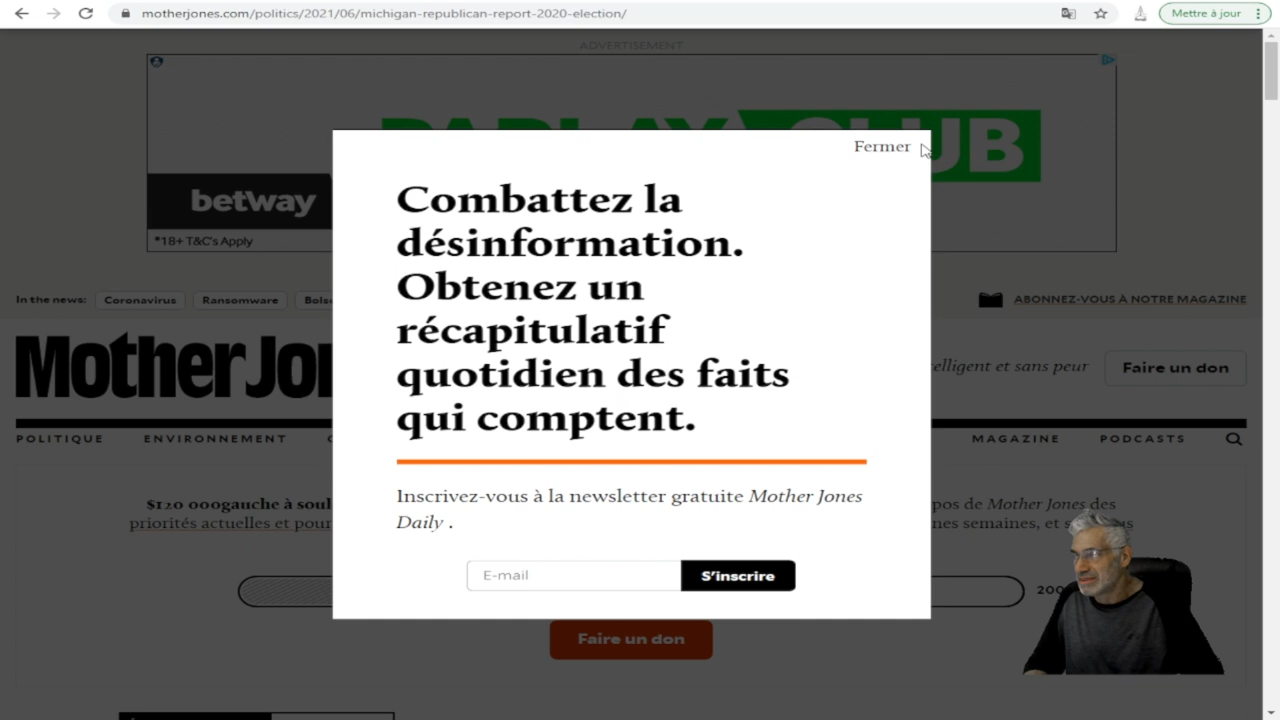 motherjones.com/politics/2021/06/michigan-republican-report-2020-election/
Mettre à jour
ADVERTISEMENT
CLUB
betway
*18+ T&C's Apply
Fermer
Combattez la
désinformation.
Obtenez un
récapitulatif
quotidien des faits
qui comptent.
Inscrivez-vous à la newsletter gratuite Mother Jones
Daily .
E-mail
S'inscrire
In the news:
Coronavirus
Ransomware
ABONNEZ-VOUS À NOTRE MAGAZINE
Mother Jon
elligent et sans peur
Faire un don
POLITIQUE
ENVIRONNEMENT
MAGAZINE
PODCASTS
$120 000gauche à soul
pos de Mother Jones des
priorités actuelles et pour
nes semaines, et
Faire un don